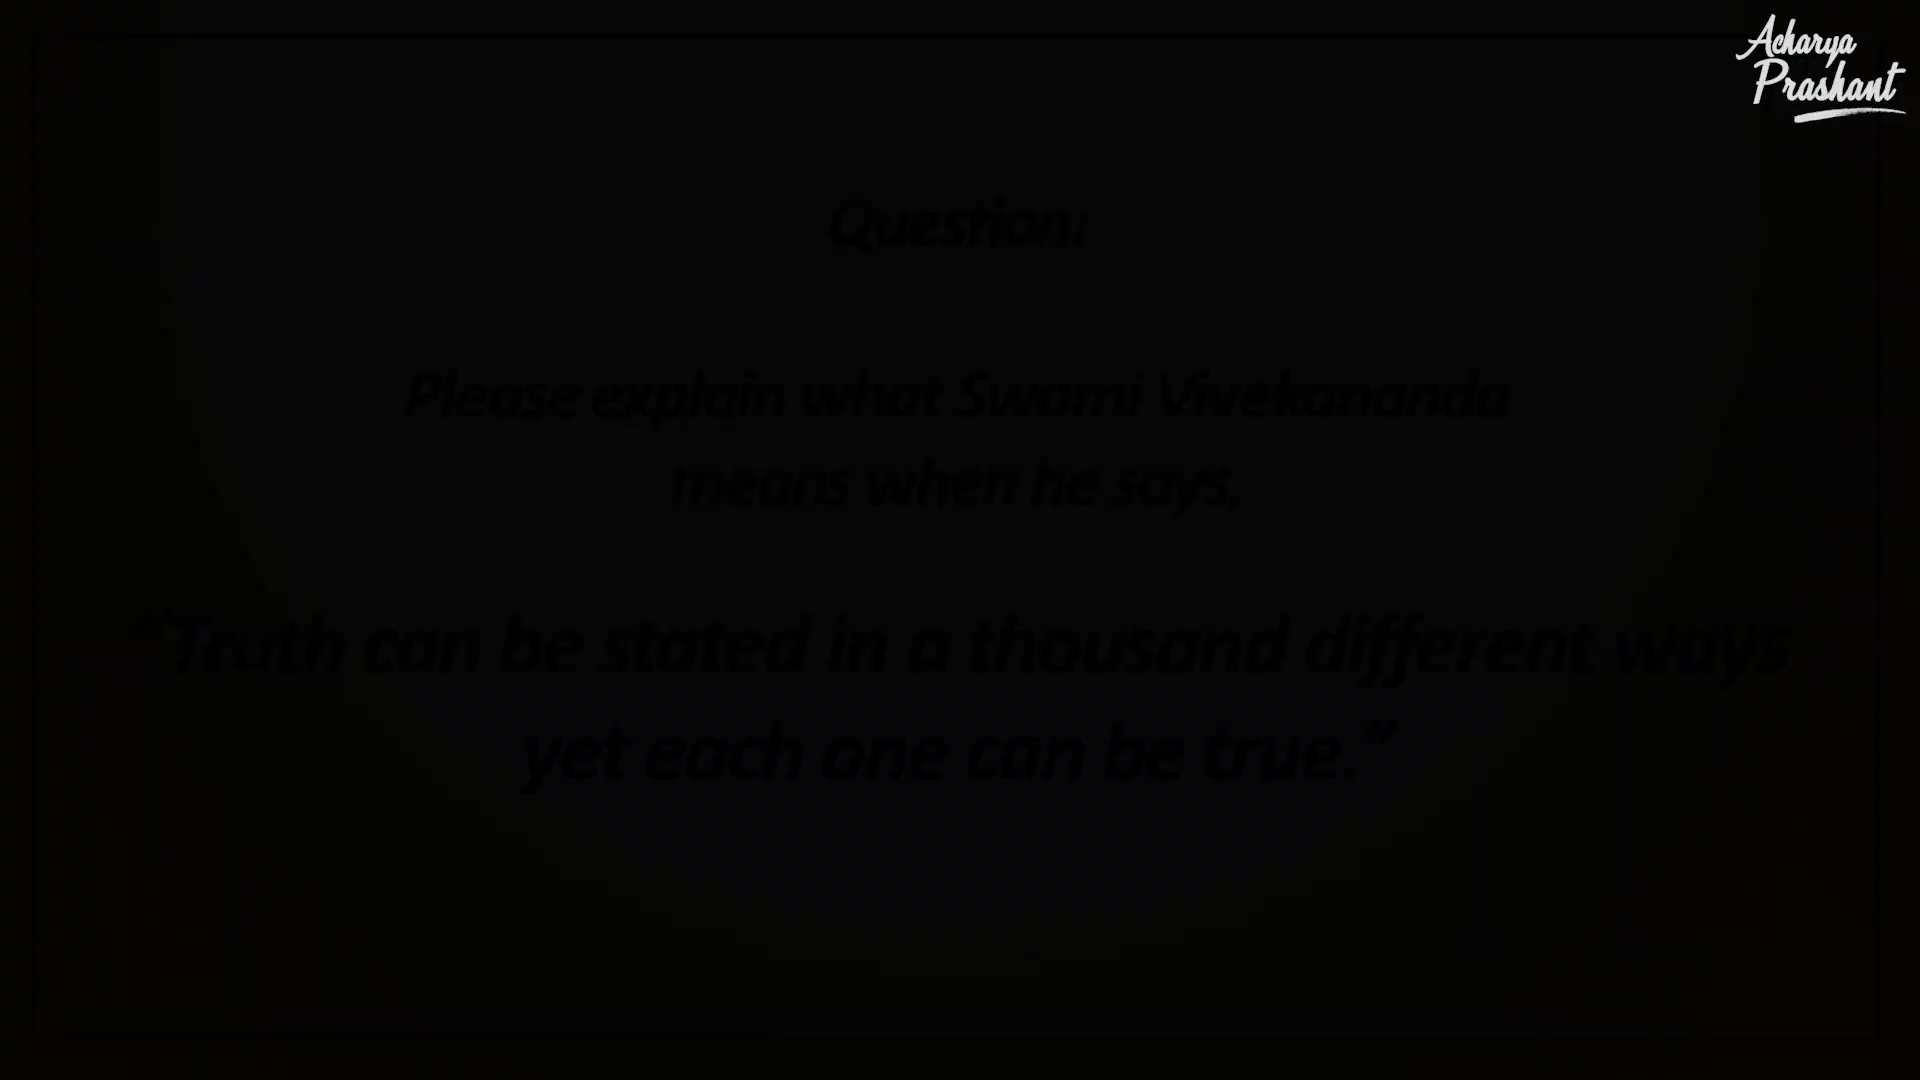 Acharya
Prashant
Question:
Please explain what Swami Vivekananda
means when he says,
"Truth can be stated in a thousand different ways
yet each one can be true."